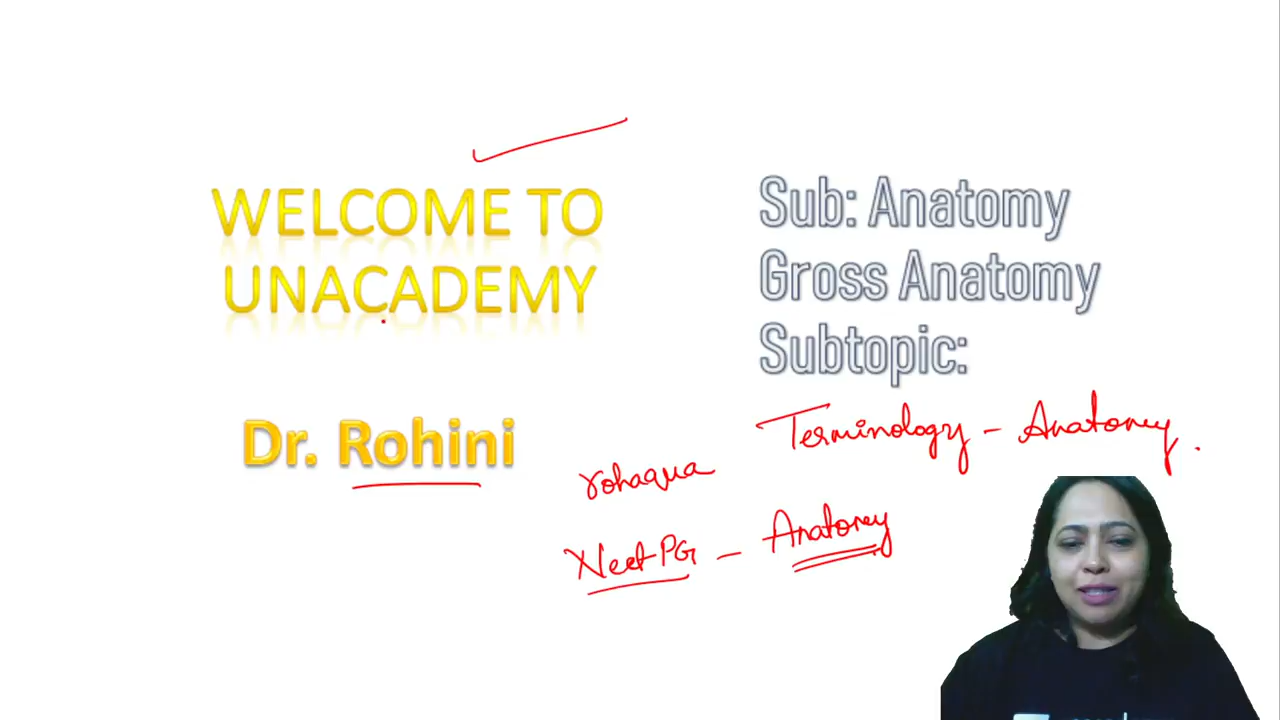 WELCOME TO
UNACADEMY
Dr. Rohini
Sub: Anatomy
Gross Anatomy
Subtopic:
Terminology - Anatomy.
rohaqua
Neet PG - Anatomy